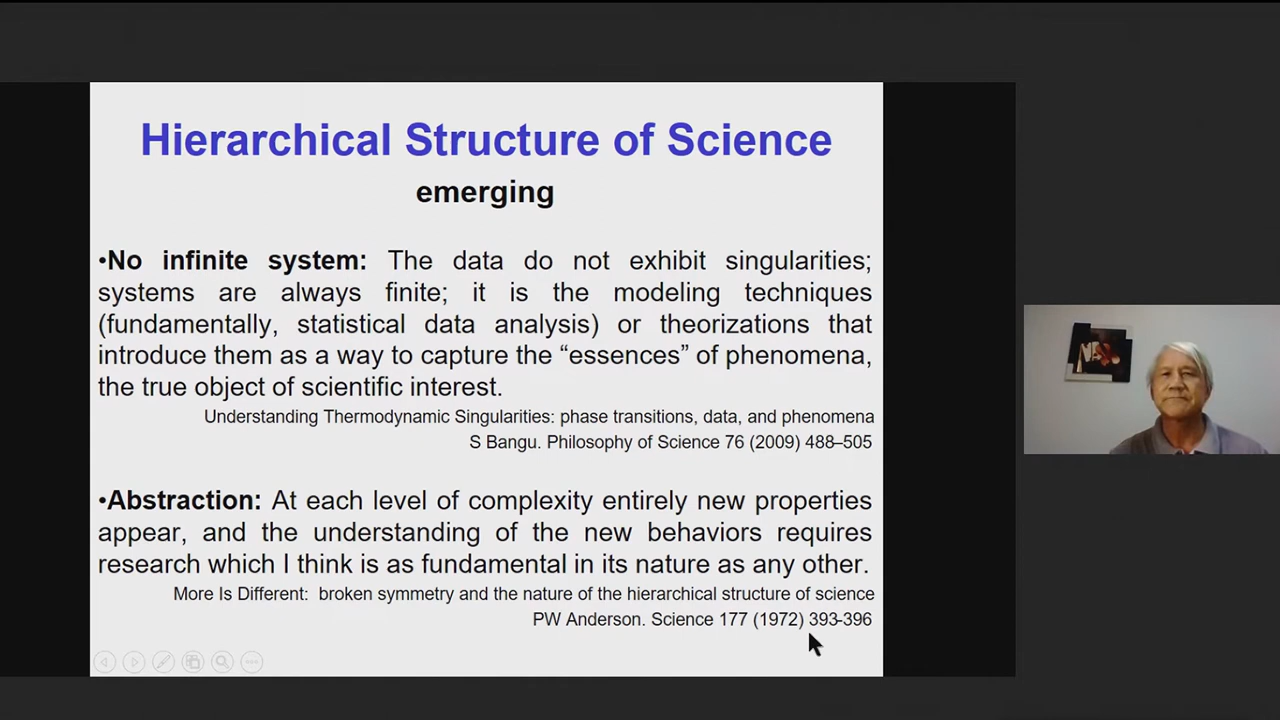 Hierarchical Structure of Science
emerging
•No infinite system: The data do not exhibit singularities;
systems are always finite; it is the modeling techniques
(fundamentally, statistical data analysis) or theorizations that
introduce them as a way to capture the “essences” of phenomena,
the true object of scientific interest.
Understanding Thermodynamic Singularities: phase transitions, data, and phenomena
S Bangu. Philosophy of Science 76 (2009) 488–505
•Abstraction: At each level of complexity entirely new properties
appear, and the understanding of the new behaviors requires
research which I think is as fundamental in its nature as any other.
More Is Different: broken symmetry and the nature of the hierarchical structure of science
PW Anderson. Science 177 (1972) 393-396